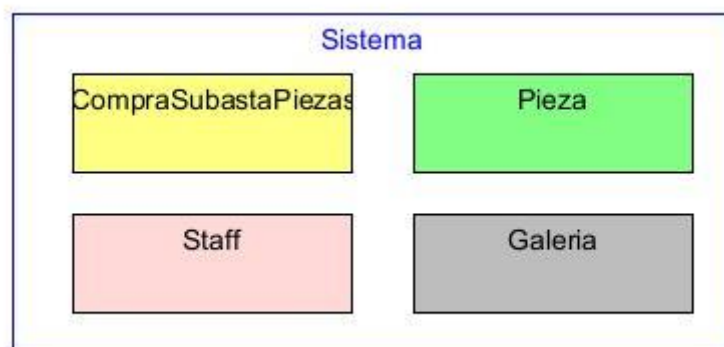 Sistema
CompraSubastaPiezas
Pieza
Staff
Galeria